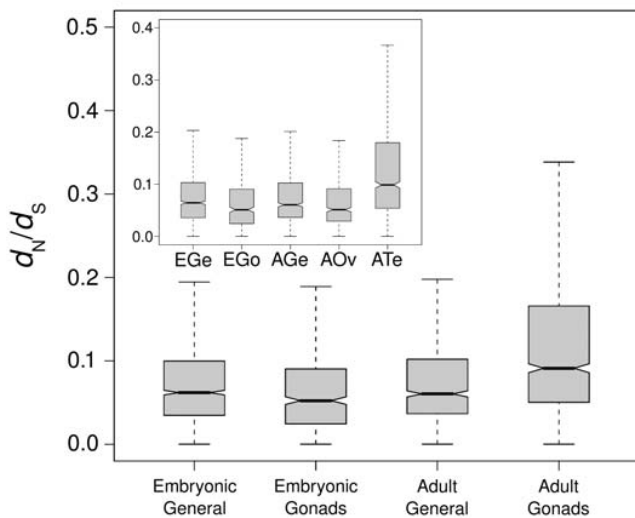 dN/dS
0.5
0.4
0.3
0.2
0.1
0.0
0.4
0.3
0.2
0.1
0.0
EGe EGo AGe AOv ATe
Embryonic General
Embryonic Gonads
Adult General
Adult Gonads